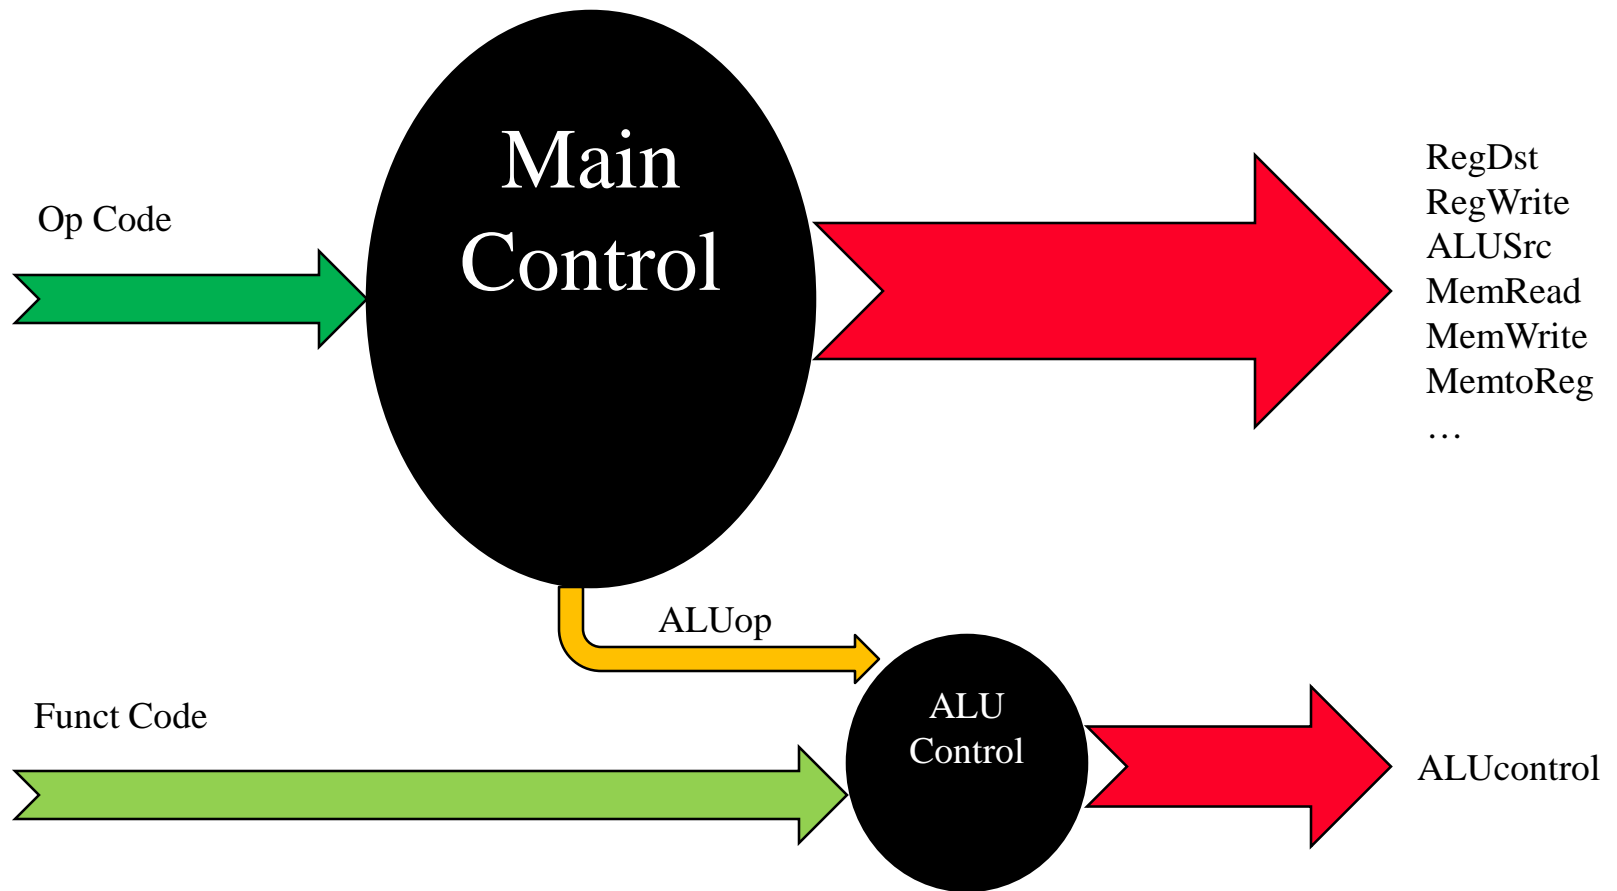 Main
Control
Op Code
RegDst
RegWrite
ALUSrc
MemRead
MemWrite
MemtoReg
…
ALUop
Funct Code
ALU
Control
ALUcontrol